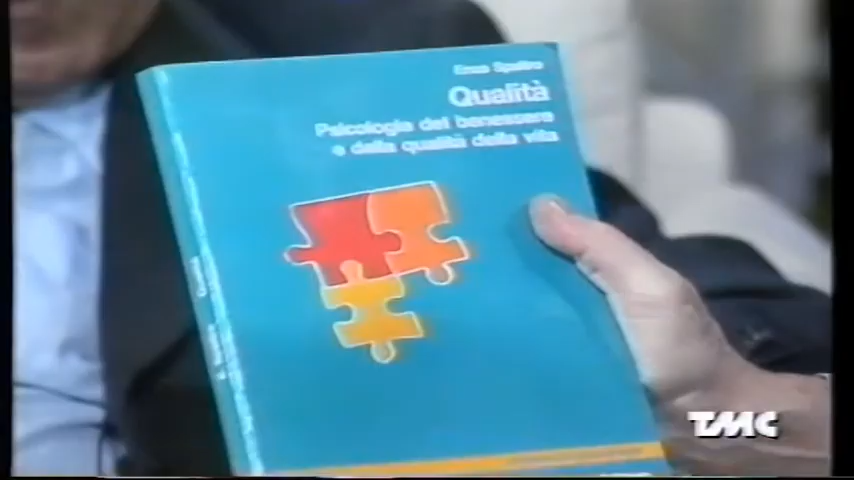 Enzo Spaltro
Qualità
Psicologia del benessere
e della qualità della vita
TMC